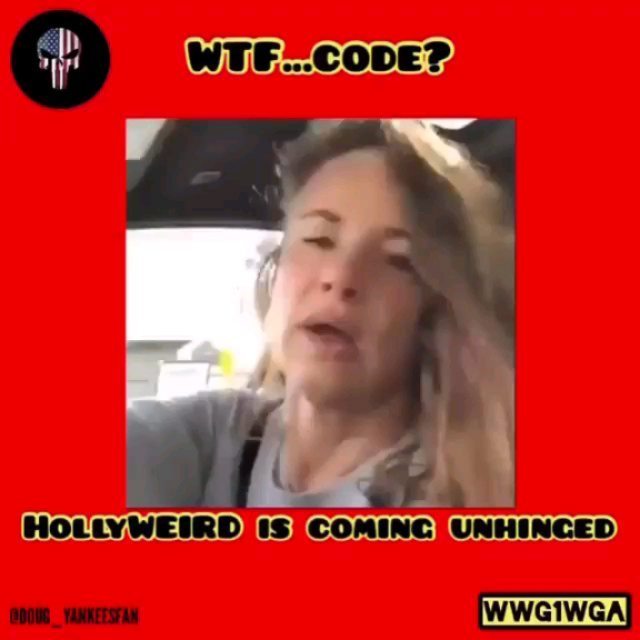 WTF...CODE?
HOLLYWEIRD IS COMING UNHINGED
@DOUG_YANKEESFAN
WWG1WGA